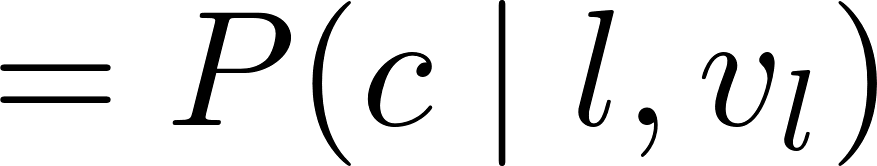 = P(c | l, v_l)